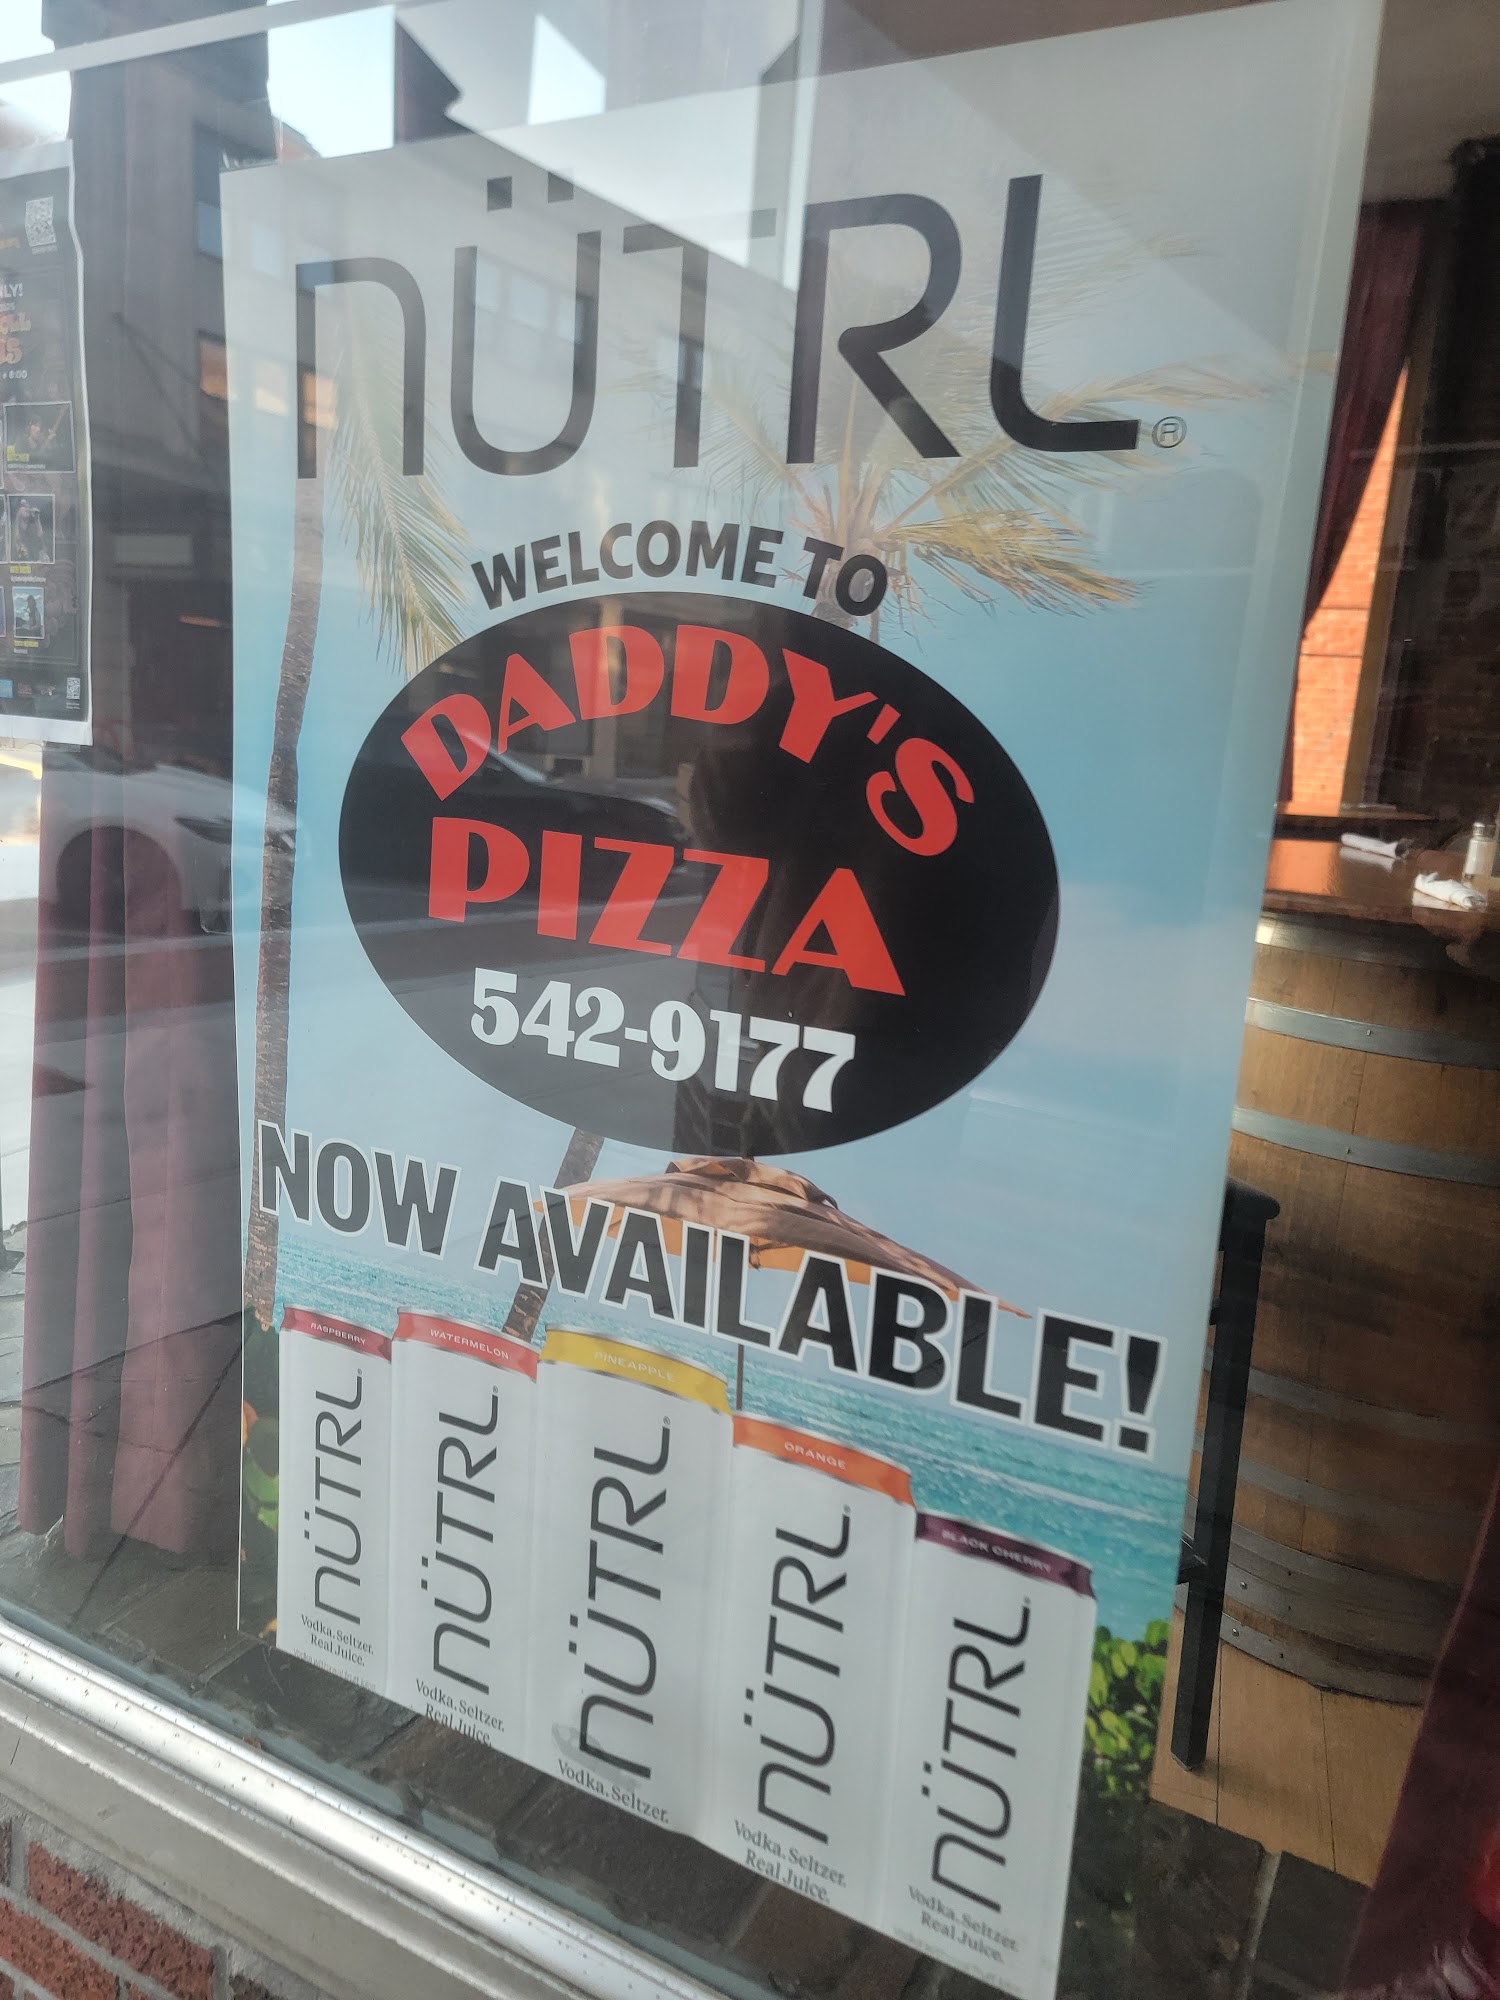 nÜTRL®
WELCOME TO
DADDY'S
PIZZA
542-9177
NOW AVAILABLE!
RASPBERRY
nÜTRL®
Vodka. Seltzer.
Real Juice.
WATERMELON
nÜTRL®
Vodka. Seltzer.
Real Juice.
PINEAPPLE
nÜTRL®
Vodka. Seltzer.
ORANGE
nÜTRL®
Vodka. Seltzer.
Real Juice.
BLACK CHERRY
nÜTRL®
Vodka. Seltzer.
Real Juice.